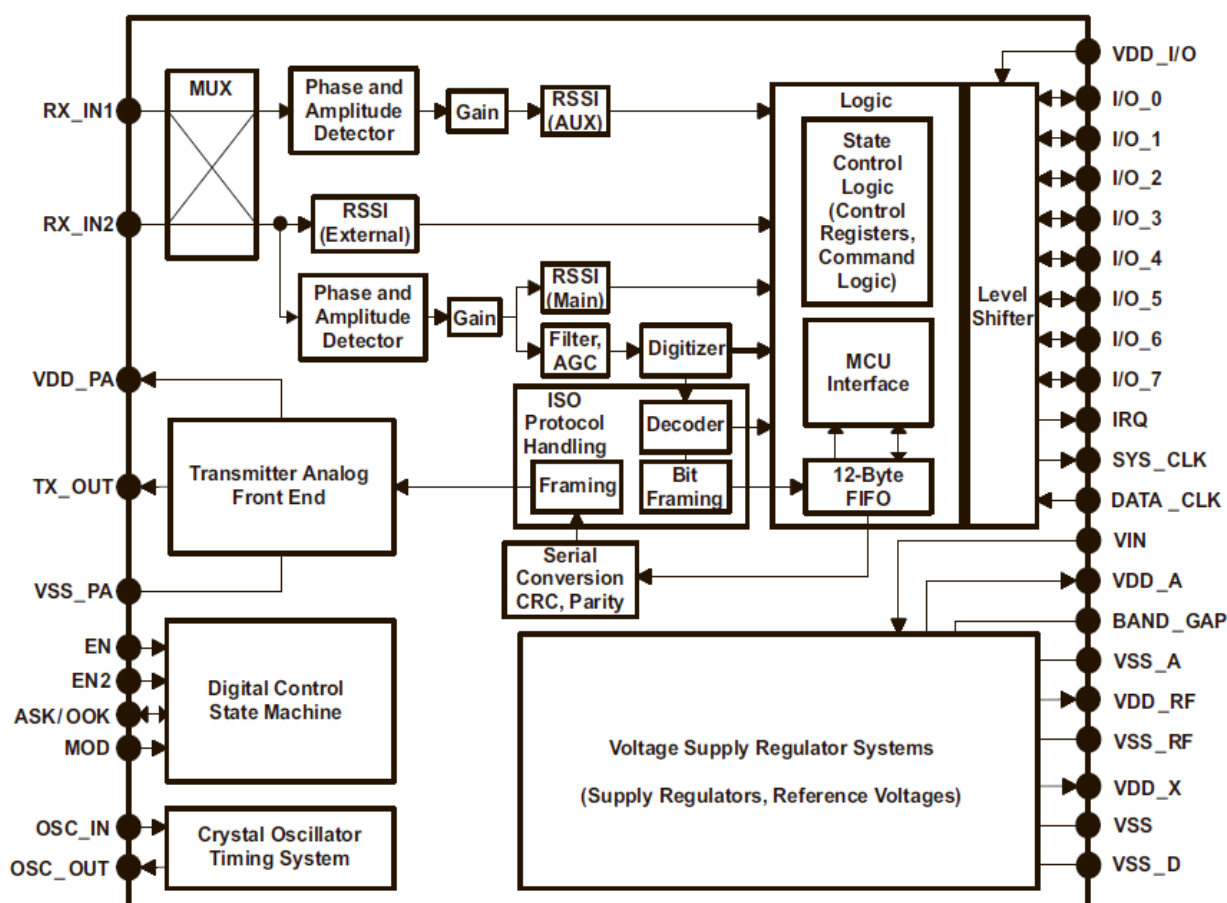 MUX
Phase and
Amplitude
Detector
Gain
RSSI
(AUX)
RX_IN1
RX_IN2
RSSI
(External)
Phase and
Amplitude
Detector
Gain
RSSI
(Main)
Filter,
AGC
Digitizer
ISO
Protocol
Handling
Decoder
Framing
Bit
Framing
Serial
Conversion
CRC, Parity
Logic
State
Control
Logic
(Control
Registers,
Command
Logic)
MCU
Interface
12-Byte
FIFO
Level
Shifter
VDD_PA
TX_OUT
VSS_PA
Transmitter Analog
Front End
EN
EN2
ASK/OOK
MOD
Digital Control
State Machine
OSC_IN
OSC_OUT
Crystal Oscillator
Timing System
Voltage Supply Regulator Systems
(Supply Regulators, Reference Voltages)
VDD_I/O
I/O_0
I/O_1
I/O_2
I/O_3
I/O_4
I/O_5
I/O_6
I/O_7
IRQ
SYS_CLK
DATA_CLK
VIN
VDD_A
BAND_GAP
VSS_A
VDD_RF
VSS_RF
VDD_X
VSS
VSS_D